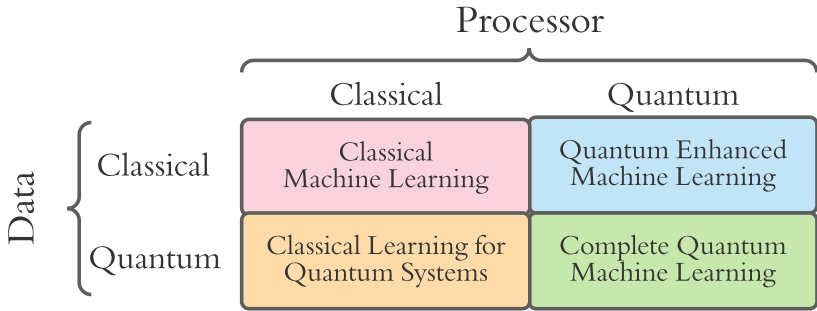 Processor
Classical
Quantum
Data
Classical
Classical
Machine Learning
Quantum Enhanced
Machine Learning
Quantum
Classical Learning for
Quantum Systems
Complete Quantum
Machine Learning